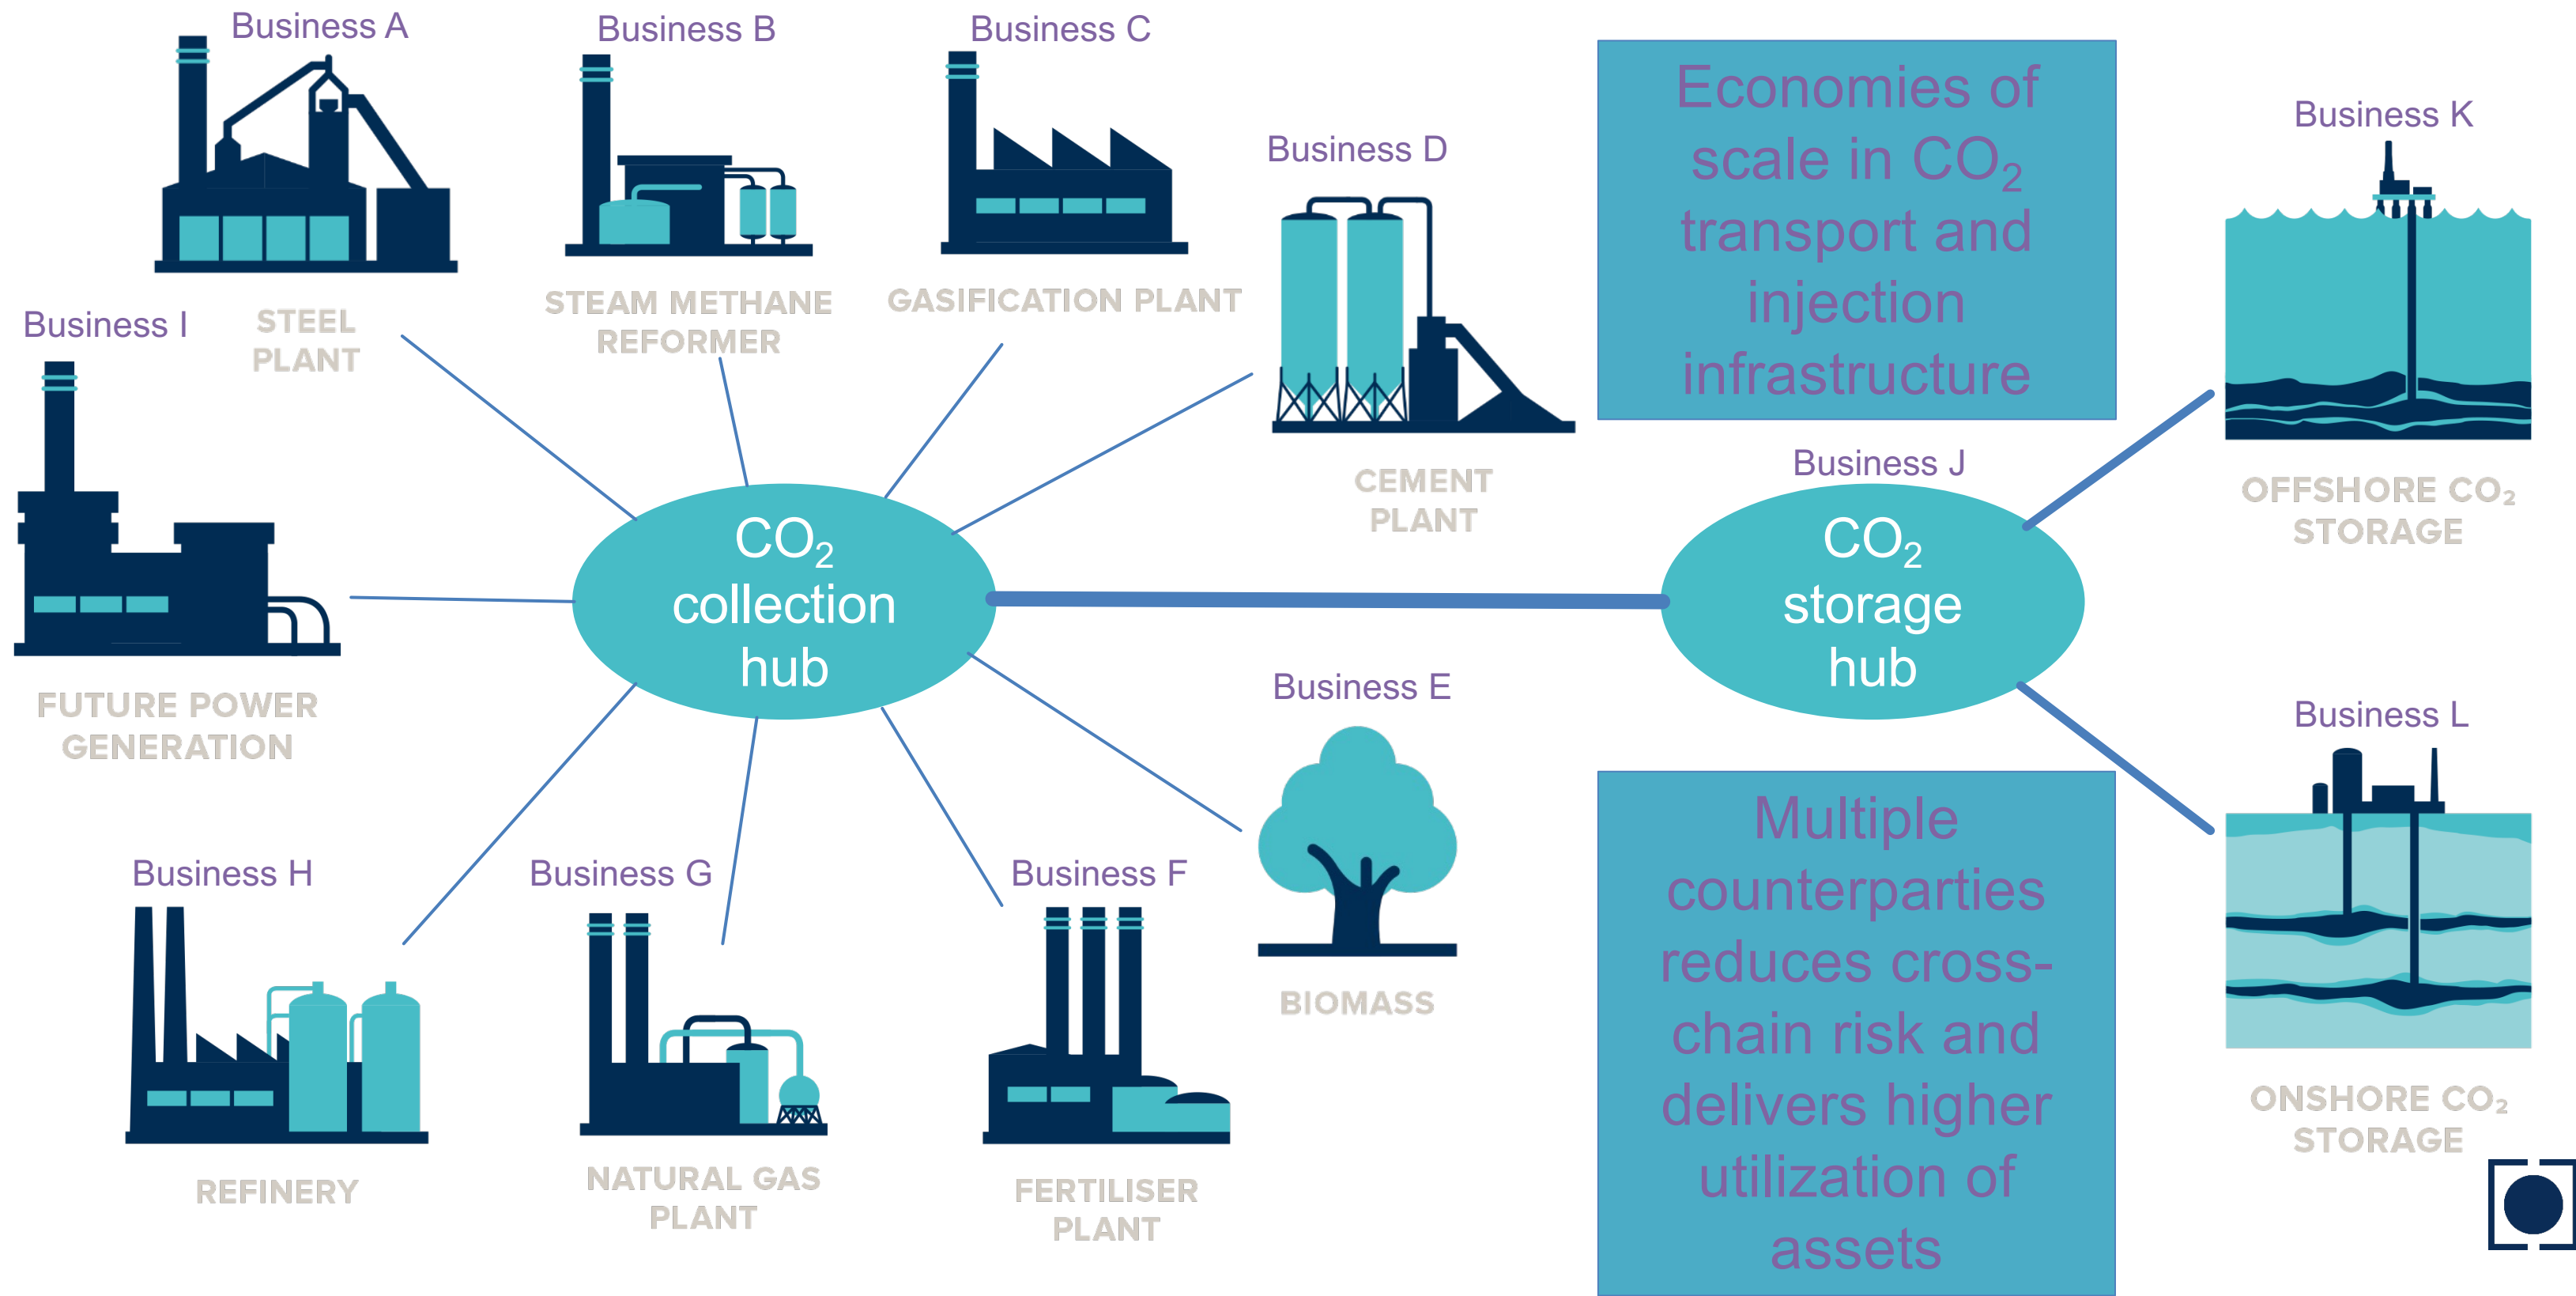 Business A
STEEL
PLANT
Business B
STEAM METHANE
REFORMER
Business C
GASIFICATION PLANT
Business D
CEMENT
PLANT
Economies of
scale in CO₂
transport and
injection
infrastructure
Business K
OFFSHORE CO₂
STORAGE
Business I
FUTURE POWER
GENERATION
CO₂
collection
hub
Business J
CO₂
storage
hub
Business E
BIOMASS
Business L
ONSHORE CO₂
STORAGE
Business H
REFINERY
Business G
NATURAL GAS
PLANT
Business F
FERTILISER
PLANT
Multiple
counterparties
reduces cross-
chain risk and
delivers higher
utilization of
assets